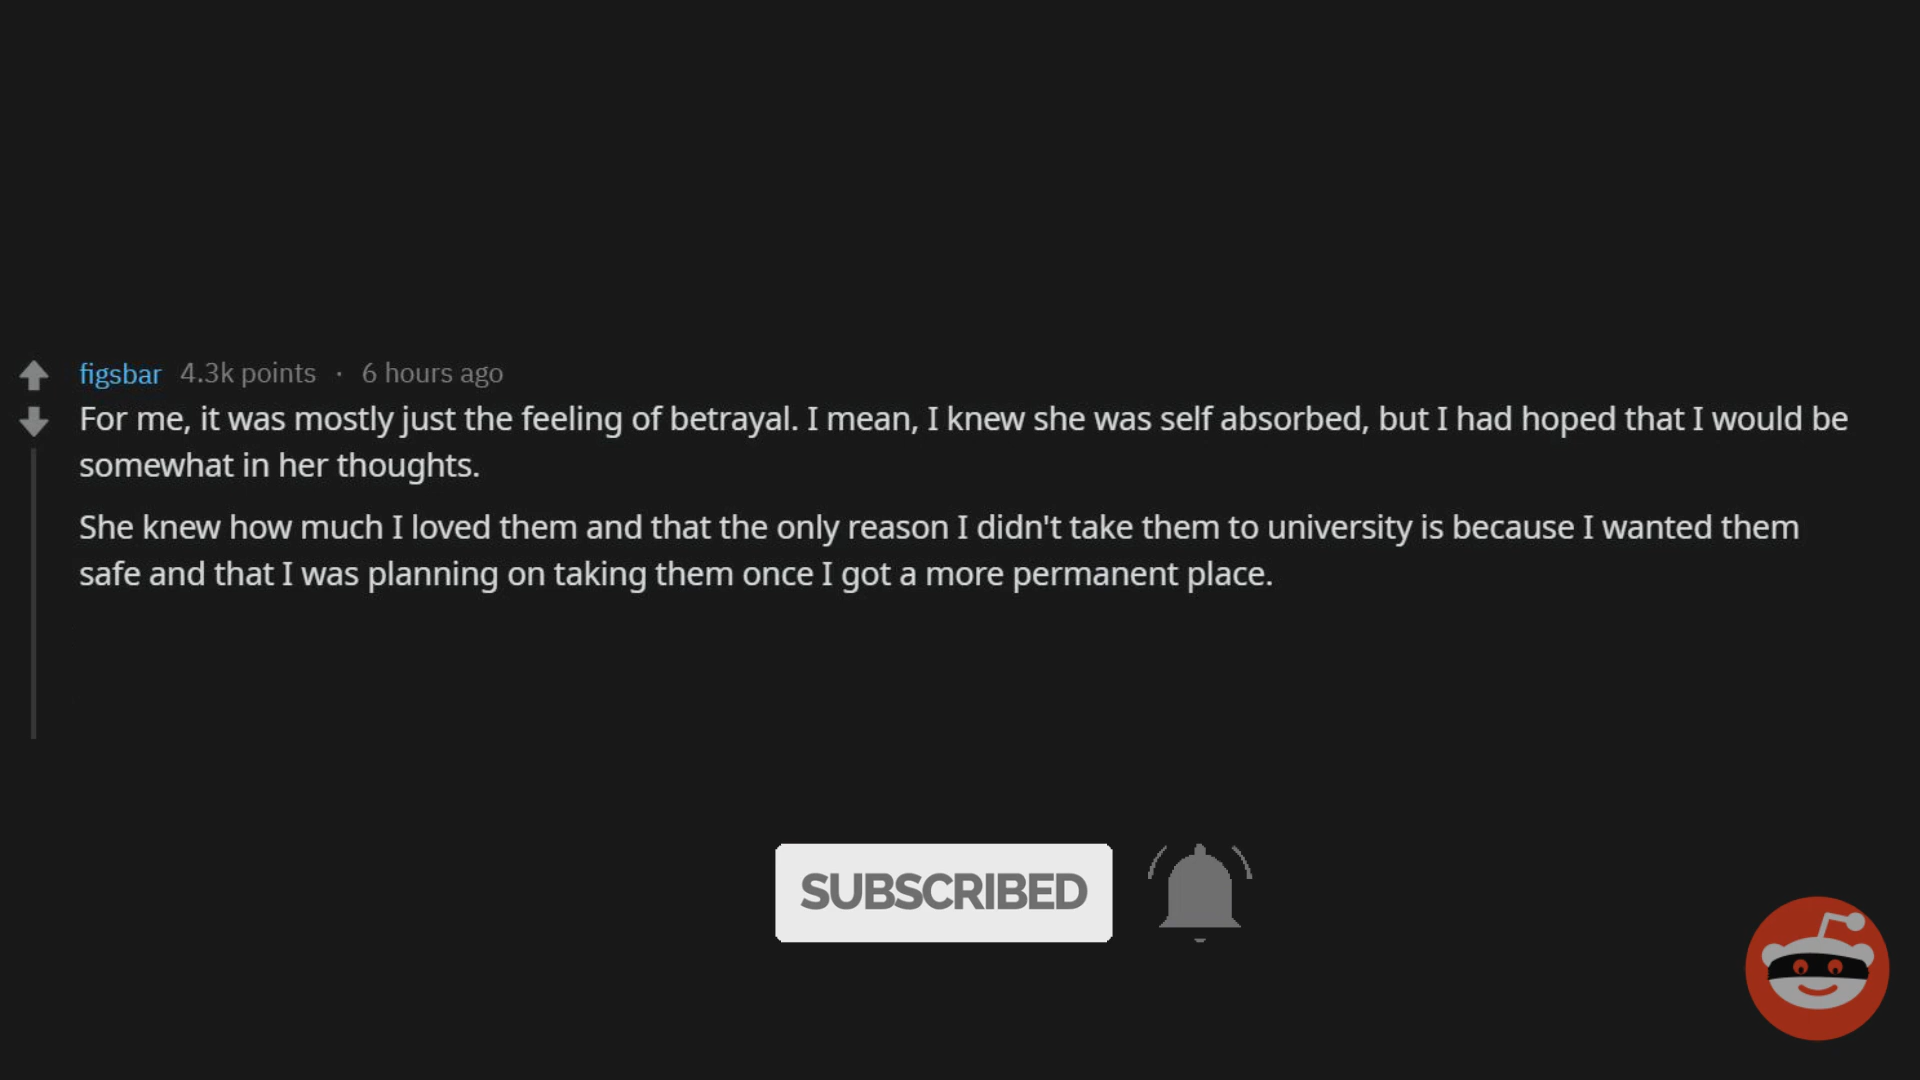 figsbar 4.3k points · 6 hours ago
For me, it was mostly just the feeling of betrayal. I mean, I knew she was self absorbed, but I had hoped that I would be
somewhat in her thoughts.
She knew how much I loved them and that the only reason I didn't take them to university is because I wanted them
safe and that I was planning on taking them once I got a more permanent place.
SUBSCRIBED